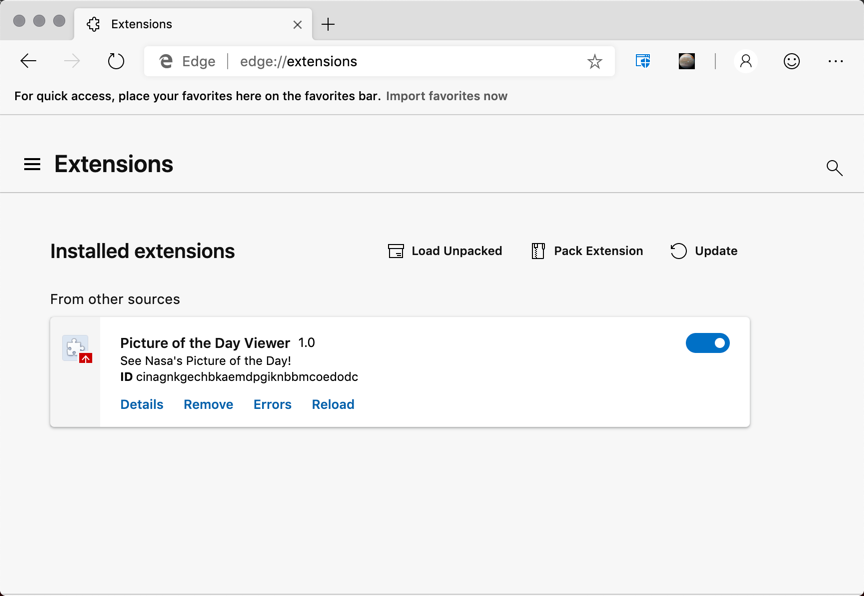 Extensions
Edge edge://extensions
For quick access, place your favorites here on the favorites bar. Import favorites now
Extensions
Installed extensions
Load Unpacked Pack Extension Update
From other sources
Picture of the Day Viewer 1.0
See Nasa's Picture of the Day!
ID cinagnkgechbkaemdpgiknbbmcoedodc
Details Remove Errors Reload